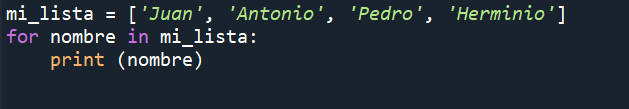 mi_lista = ['Juan', 'Antonio', 'Pedro', 'Herminio']
for nombre in mi_lista:
    print (nombre)